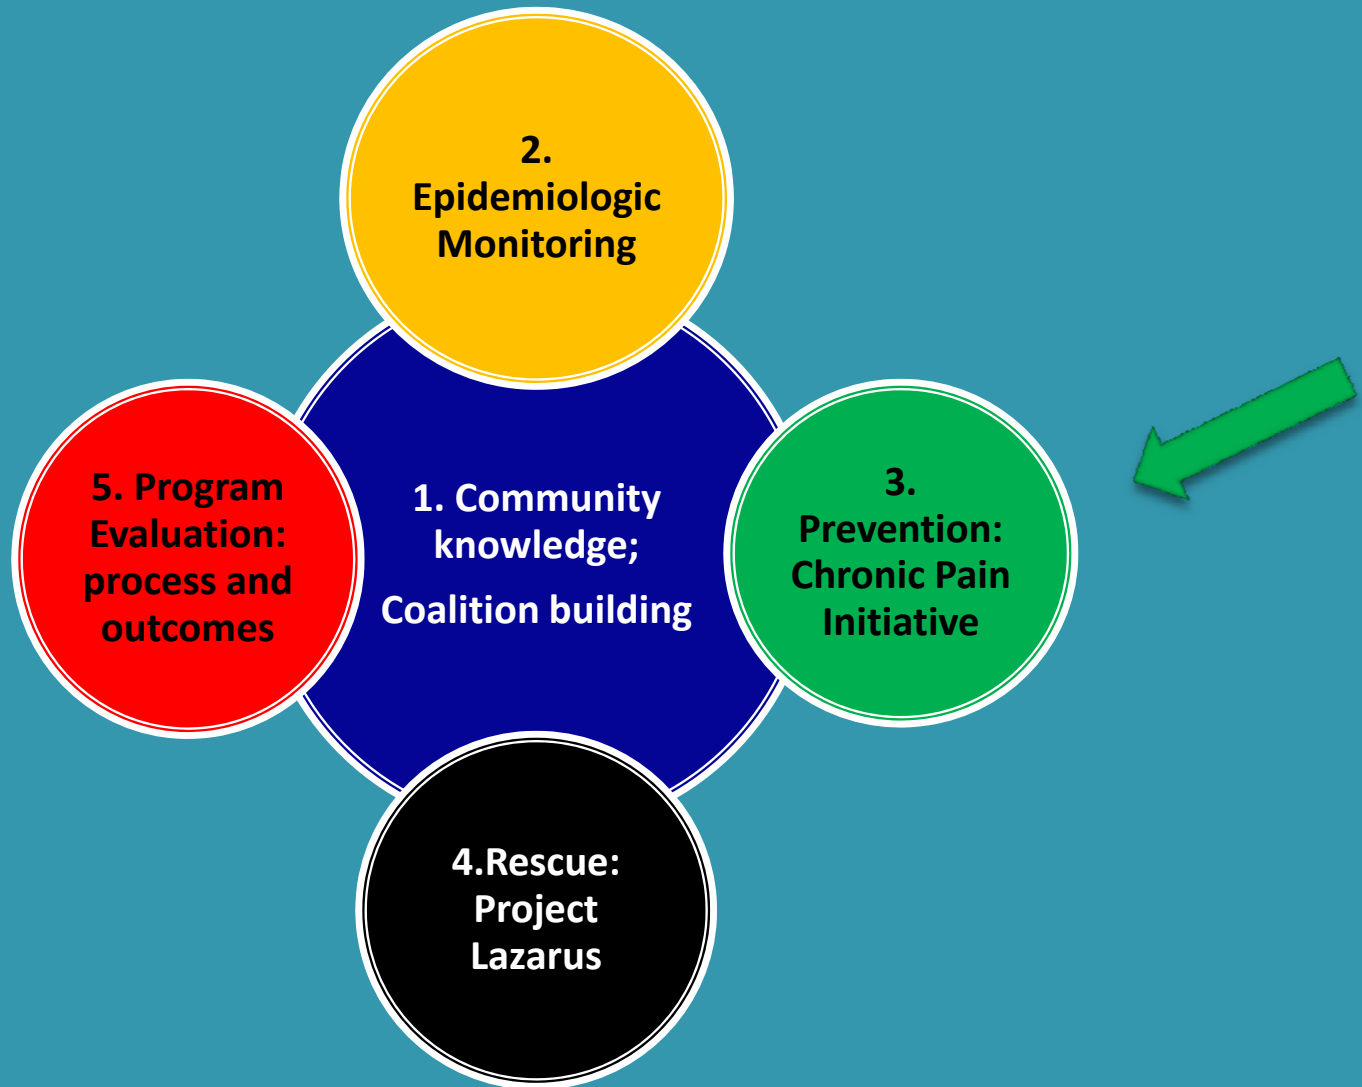 2.
Epidemiologic
Monitoring
1. Community
knowledge;
Coalition building
3.
Prevention:
Chronic Pain
Initiative
4.Rescue:
Project
Lazarus
5. Program
Evaluation:
process and
outcomes